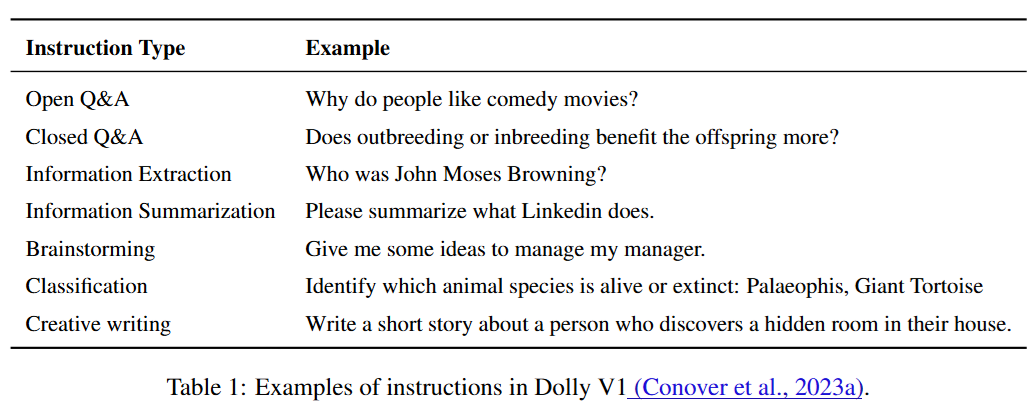 Instruction Type Example
Open Q&A Why do people like comedy movies?
Closed Q&A Does outbreeding or inbreeding benefit the offspring more?
Information Extraction Who was John Moses Browning?
Information Summarization Please summarize what Linkedin does.
Brainstorming Give me some ideas to manage my manager.
Classification Identify which animal species is alive or extinct: Palaeophis, Giant Tortoise
Creative writing Write a short story about a person who discovers a hidden room in their house.
Table 1: Examples of instructions in Dolly V1 (Conover et al., 2023a).